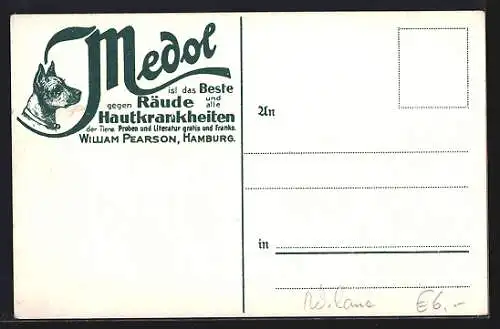 Medol
ist das Beste
gegen Räude und alle
Hautkrankheiten
der Tiere. Proben und Literatur gratis und franko.
WILLIAM PEARSON, HAMBURG.
An
in
€6,-